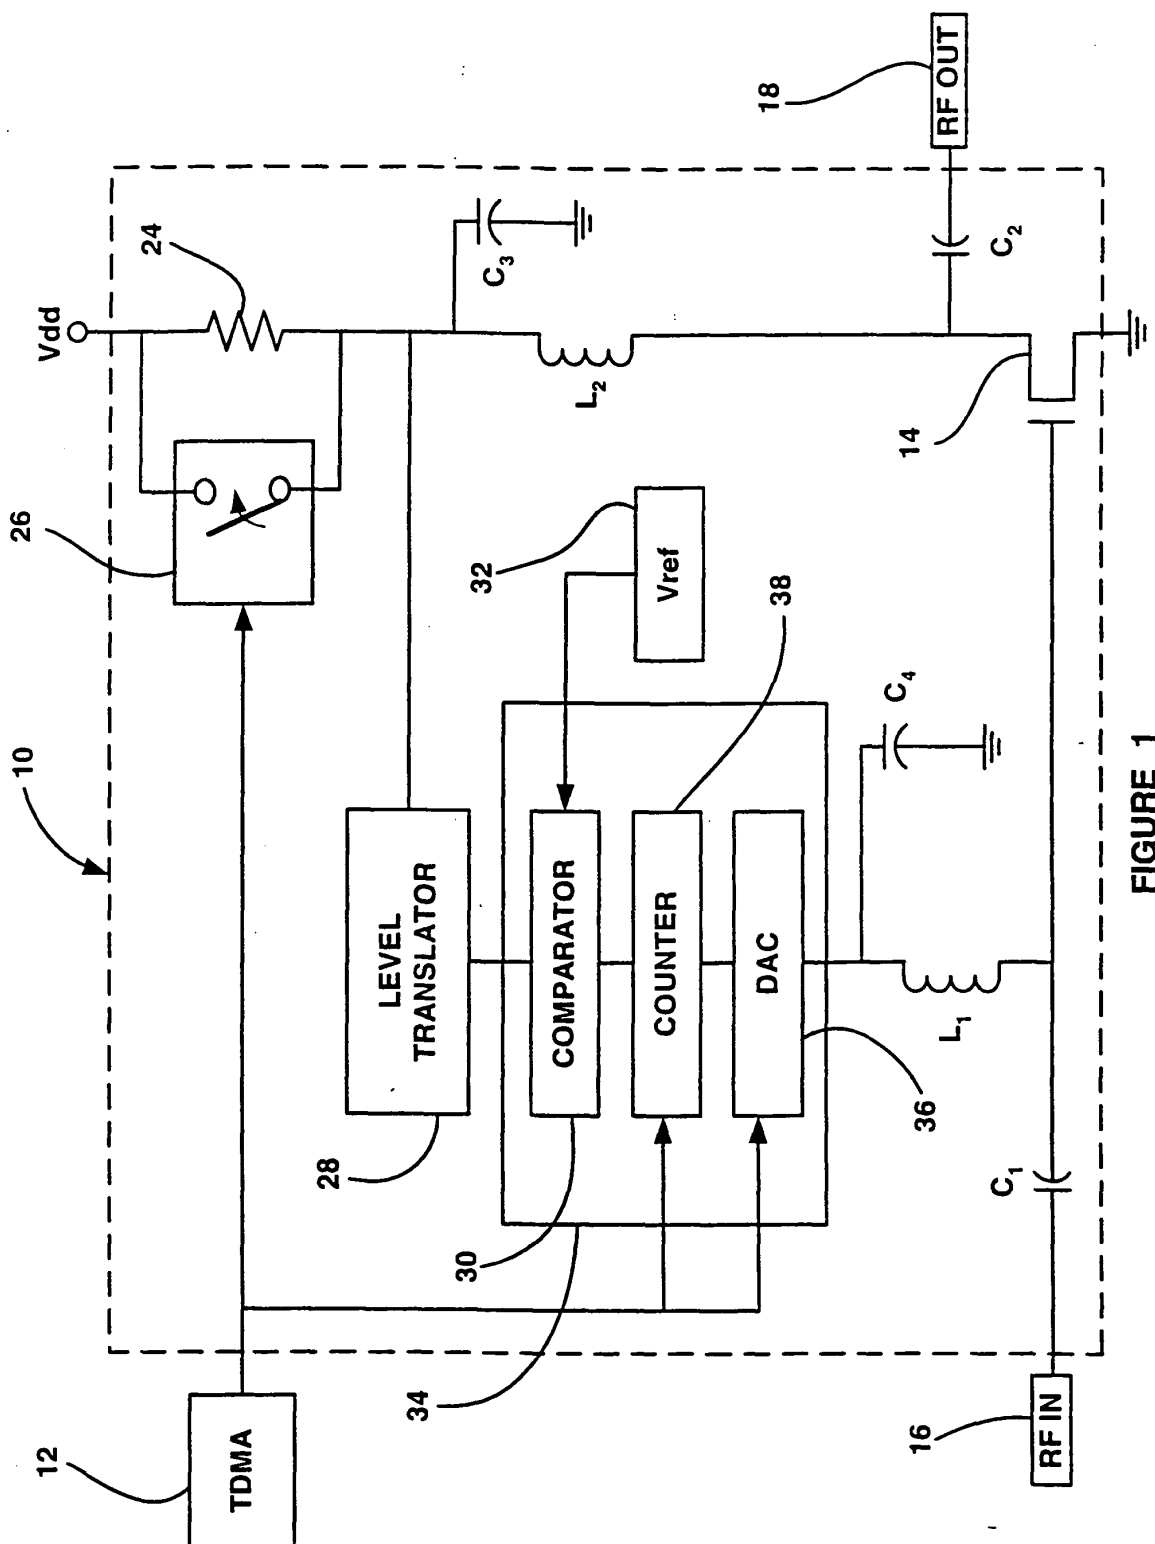 10
12
TDMA
26
Vdd
24
C3
18
RF OUT
28
LEVEL
TRANSLATOR
L2
C2
30
COMPARATOR
32
Vref
34
COUNTER
38
DAC
36
C4
14
L1
16
RF IN
C1
FIGURE 1